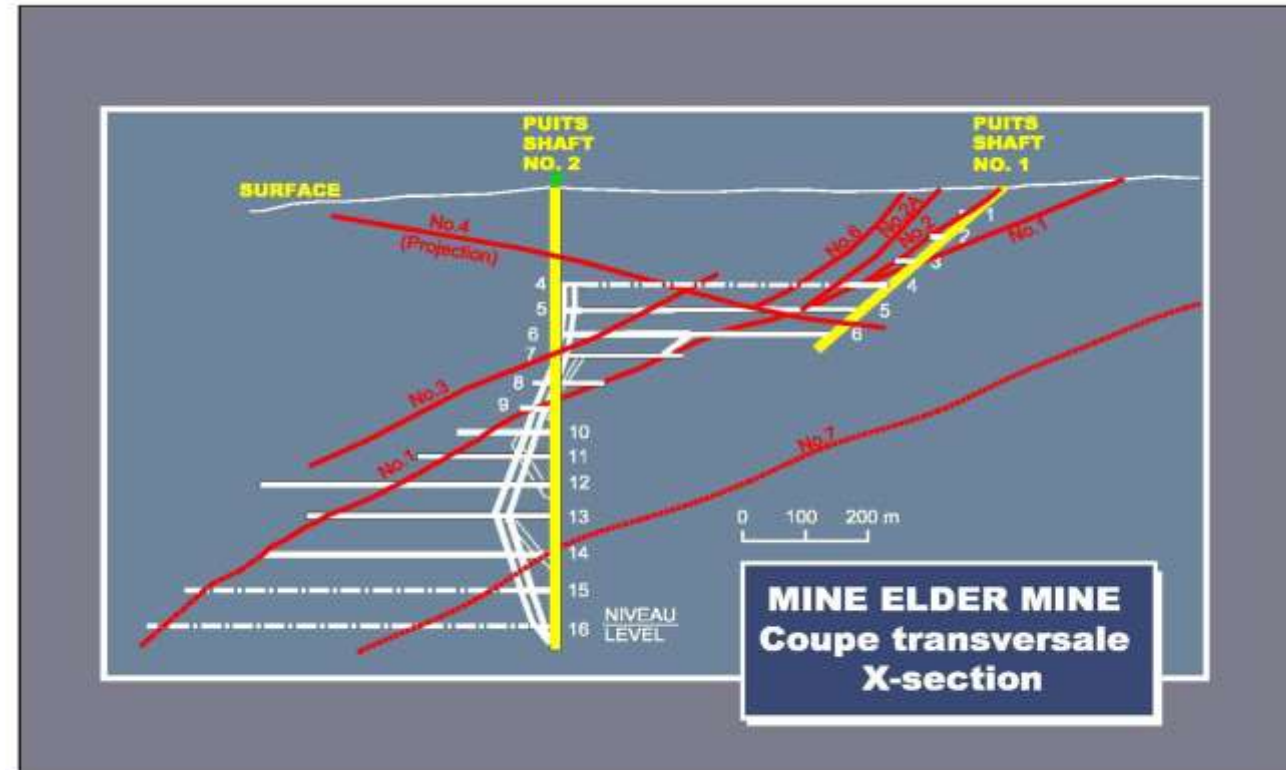 PUITS
SHAFT
NO. 2
PUITS
SHAFT
NO. 1
SURFACE
No.4
(Projection)
No.6
No.2A
No.2
No.1
1
2
3
4
5
6
4
5
6
7
8
9
10
11
12
13
14
15
16
No.3
No.1
No.7
NIVEAU
LEVEL
0 100 200 m
MINE ELDER MINE
Coupe transversale
X-section